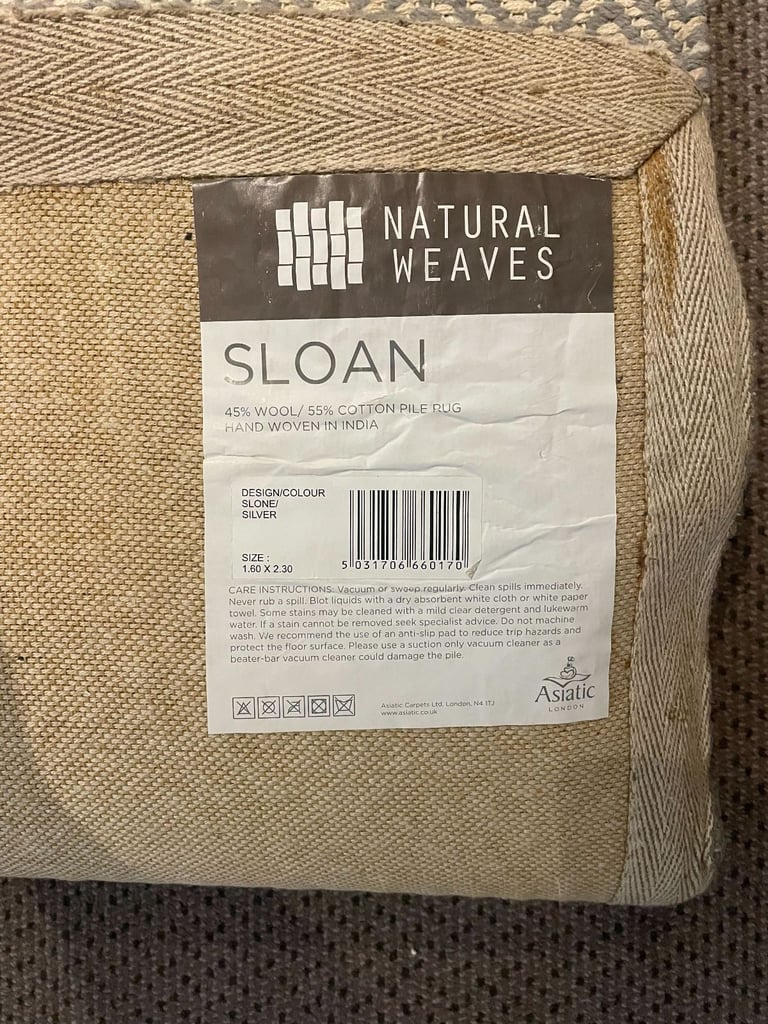 NATURAL
WEAVES
SLOAN
45% WOOL/ 55% COTTON PILE RUG
HAND WOVEN IN INDIA
DESIGN/COLOUR
SLONE/
SILVER
SIZE :
1.60 X 2.30
5 031706 660170
CARE INSTRUCTIONS: Vacuum or sweep regularly. Clean spills immediately.
Never rub a spill. Blot liquids with a dry absorbent white cloth or white paper
towel. Some stains may be cleaned with a mild clear detergent and lukewarm
water. If a stain cannot be removed seek specialist advice. Do not machine
wash. We recommend the use of an anti-slip pad to reduce trip hazards and
protect the floor surface. Please use a suction only vacuum cleaner as a
beater-bar vacuum cleaner could damage the pile.
Asiatic Carpets Ltd, London, N4 1TJ
www.asiatic.co.uk
Asiatic
LONDON